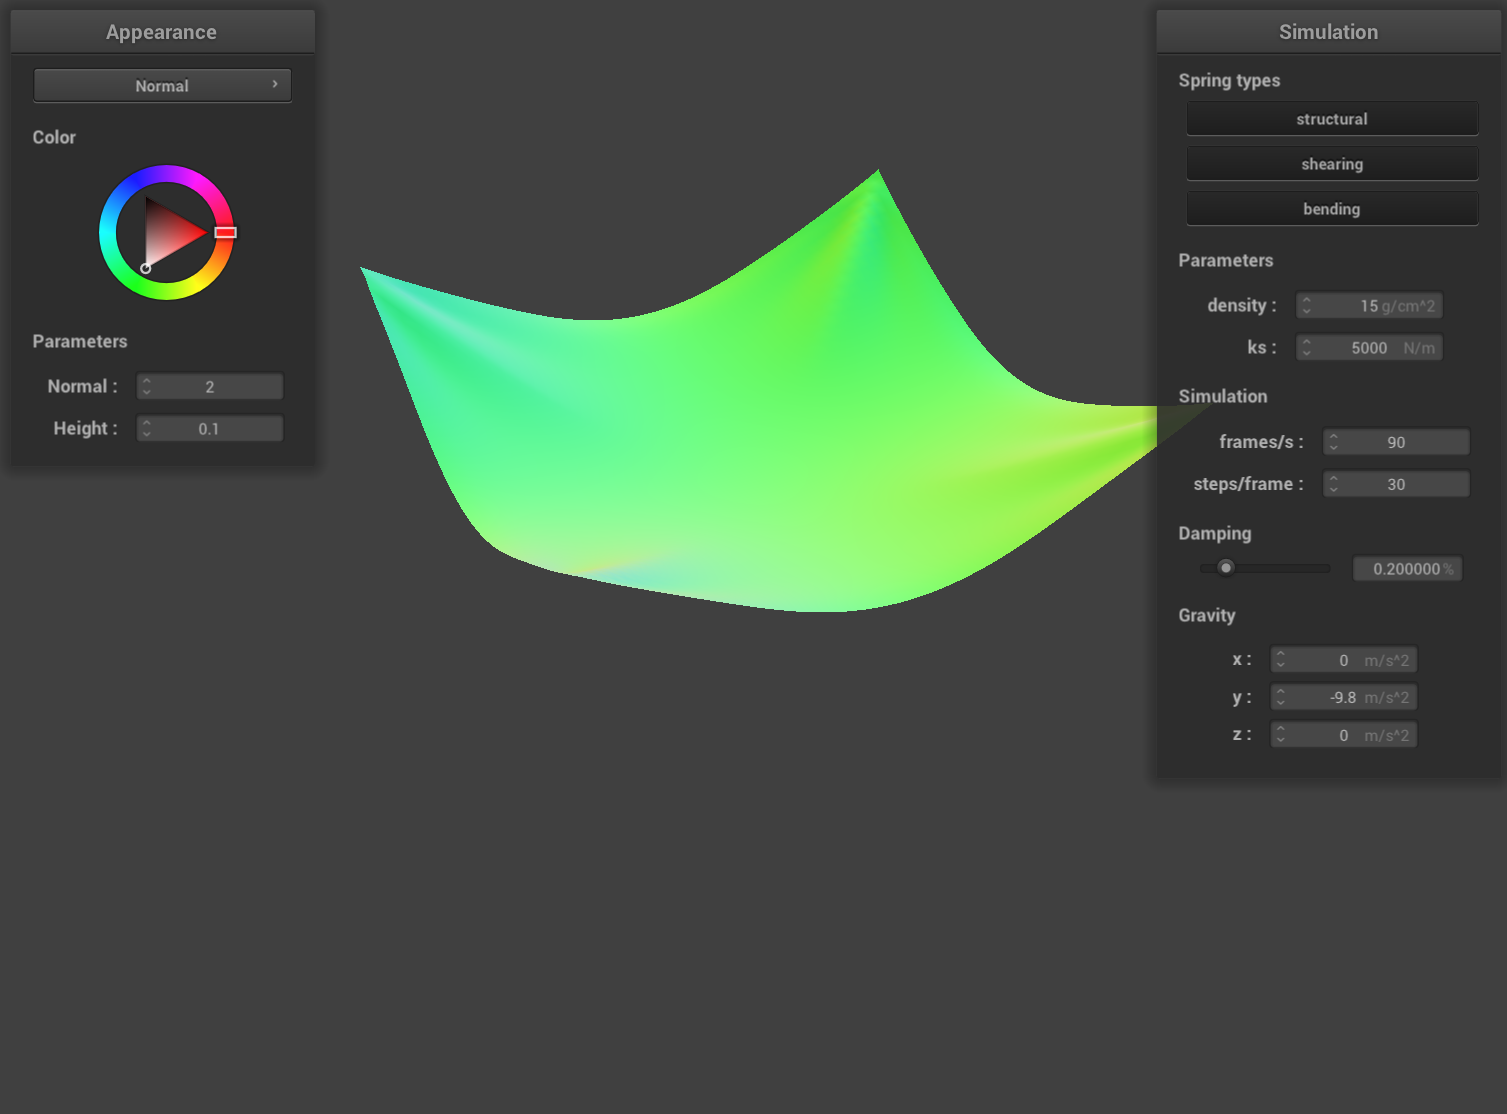 Appearance
Normal
Color
Parameters
Normal : 2
Height : 0.1
Simulation
Spring types
structural
shearing
bending
Parameters
density : 15 g/cm^2
ks : 5000 N/m
Simulation
frames/s : 90
steps/frame : 30
Damping
0.200000 %
Gravity
x : 0 m/s^2
y : -9.8 m/s^2
z : 0 m/s^2